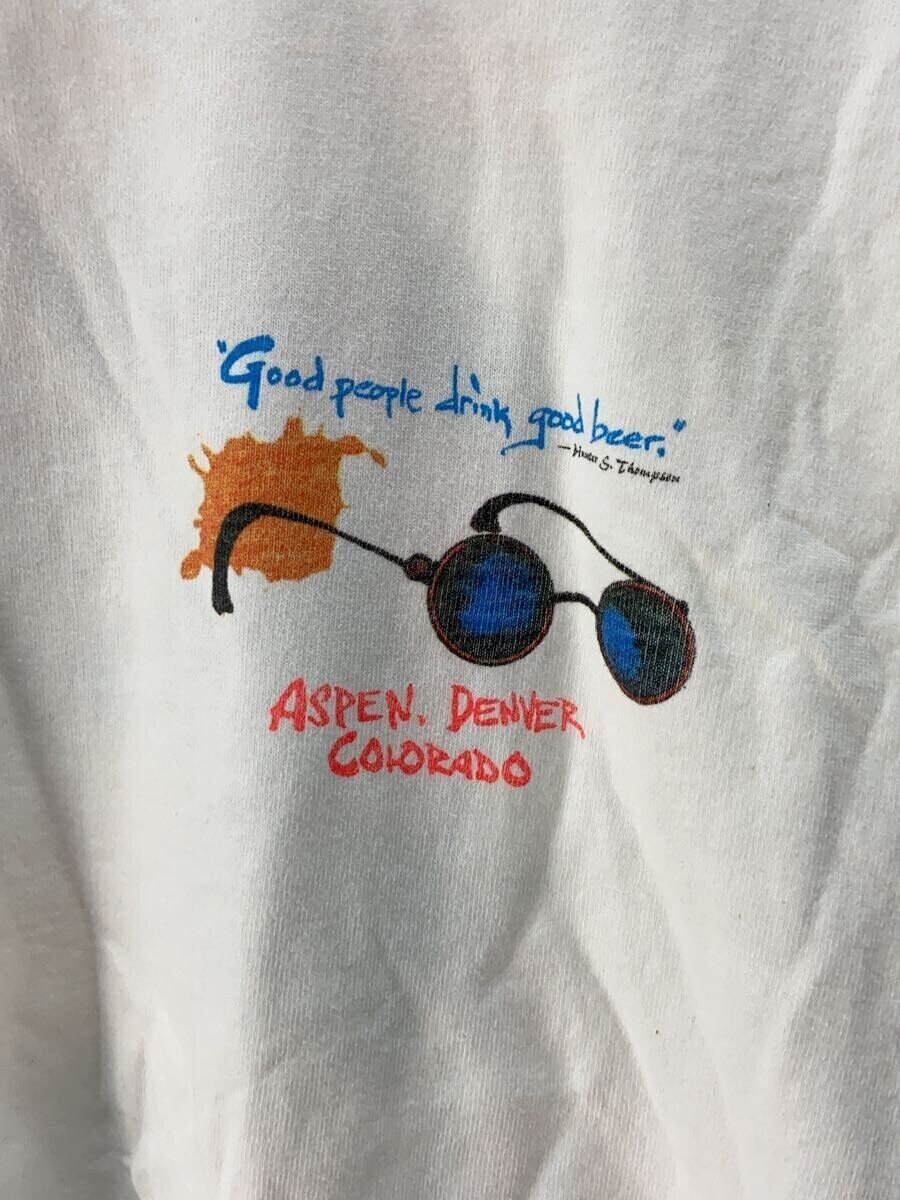 "Good people drink good beer."
— Hunter S. Thompson
ASPEN, DENVER
COLORADO